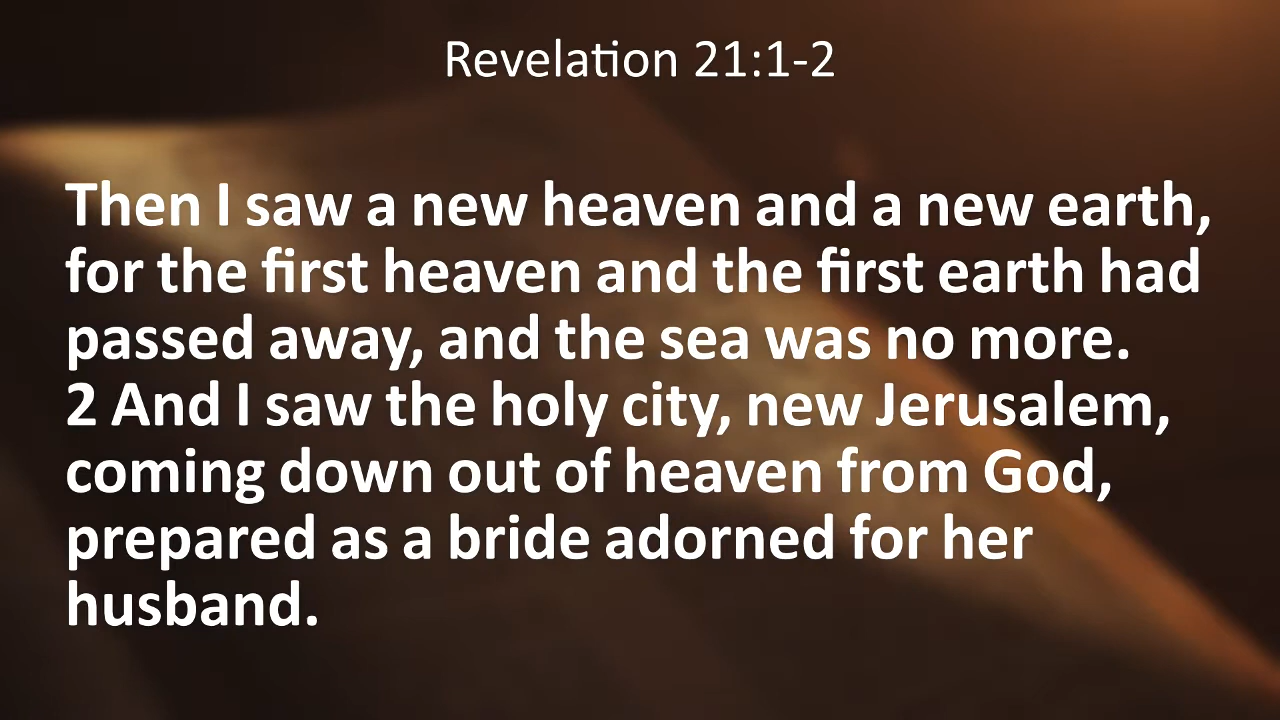 Revelation 21:1-2
Then I saw a new heaven and a new earth,
for the first heaven and the first earth had
passed away, and the sea was no more.
2 And I saw the holy city, new Jerusalem,
coming down out of heaven from God,
prepared as a bride adorned for her
husband.